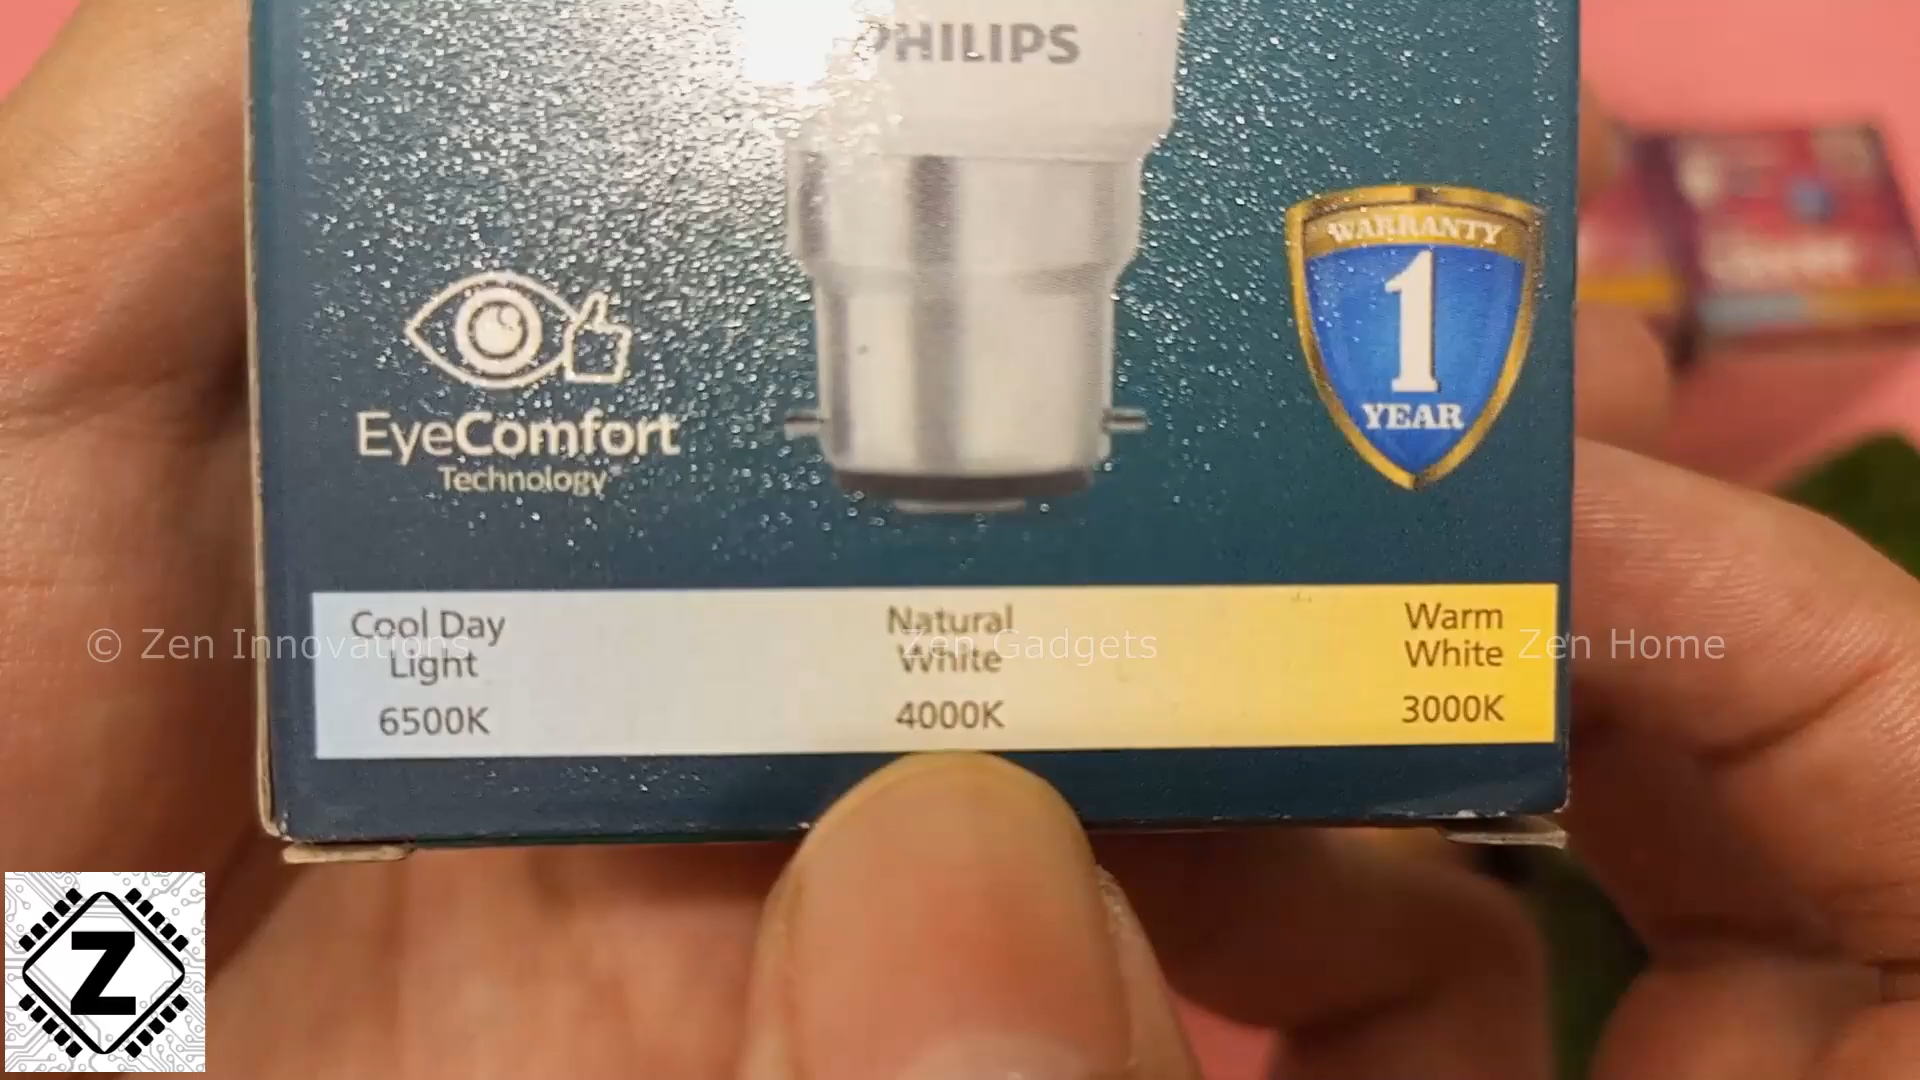 PHILIPS
WARRANTY
1
YEAR
EyeComfort
Technology
Cool Day
Light
6500K
Natural
White
4000K
Warm
White
3000K
© Zen Innovations
Zen Gadgets
Zen Home
Z